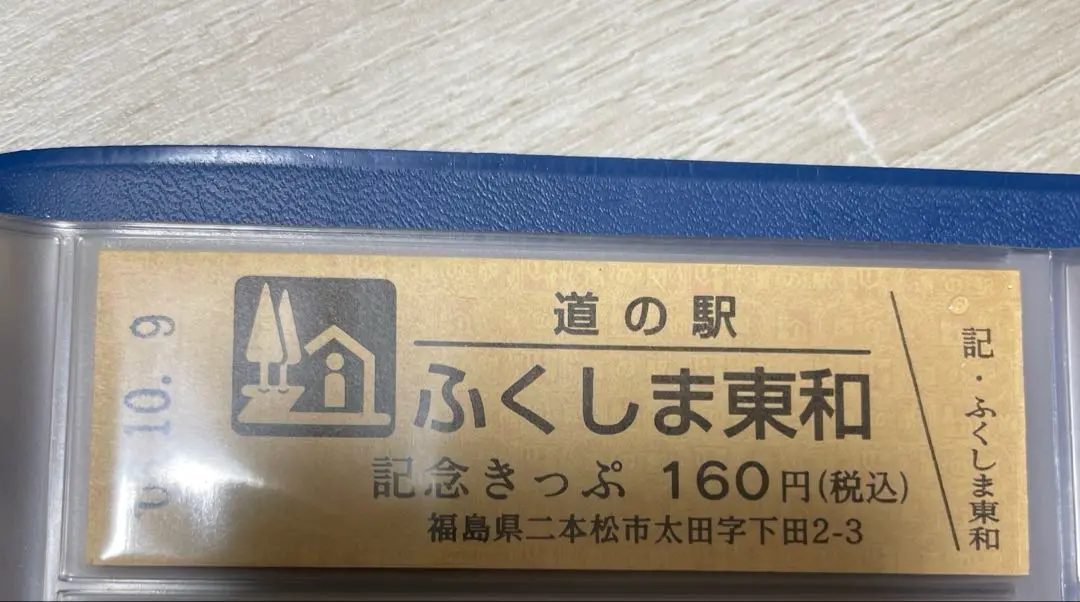 10. 9
道の駅
ふくしま東和
記念きっぷ 160円(税込)
福島県二本松市太田字下田2-3
記・ふくしま東和